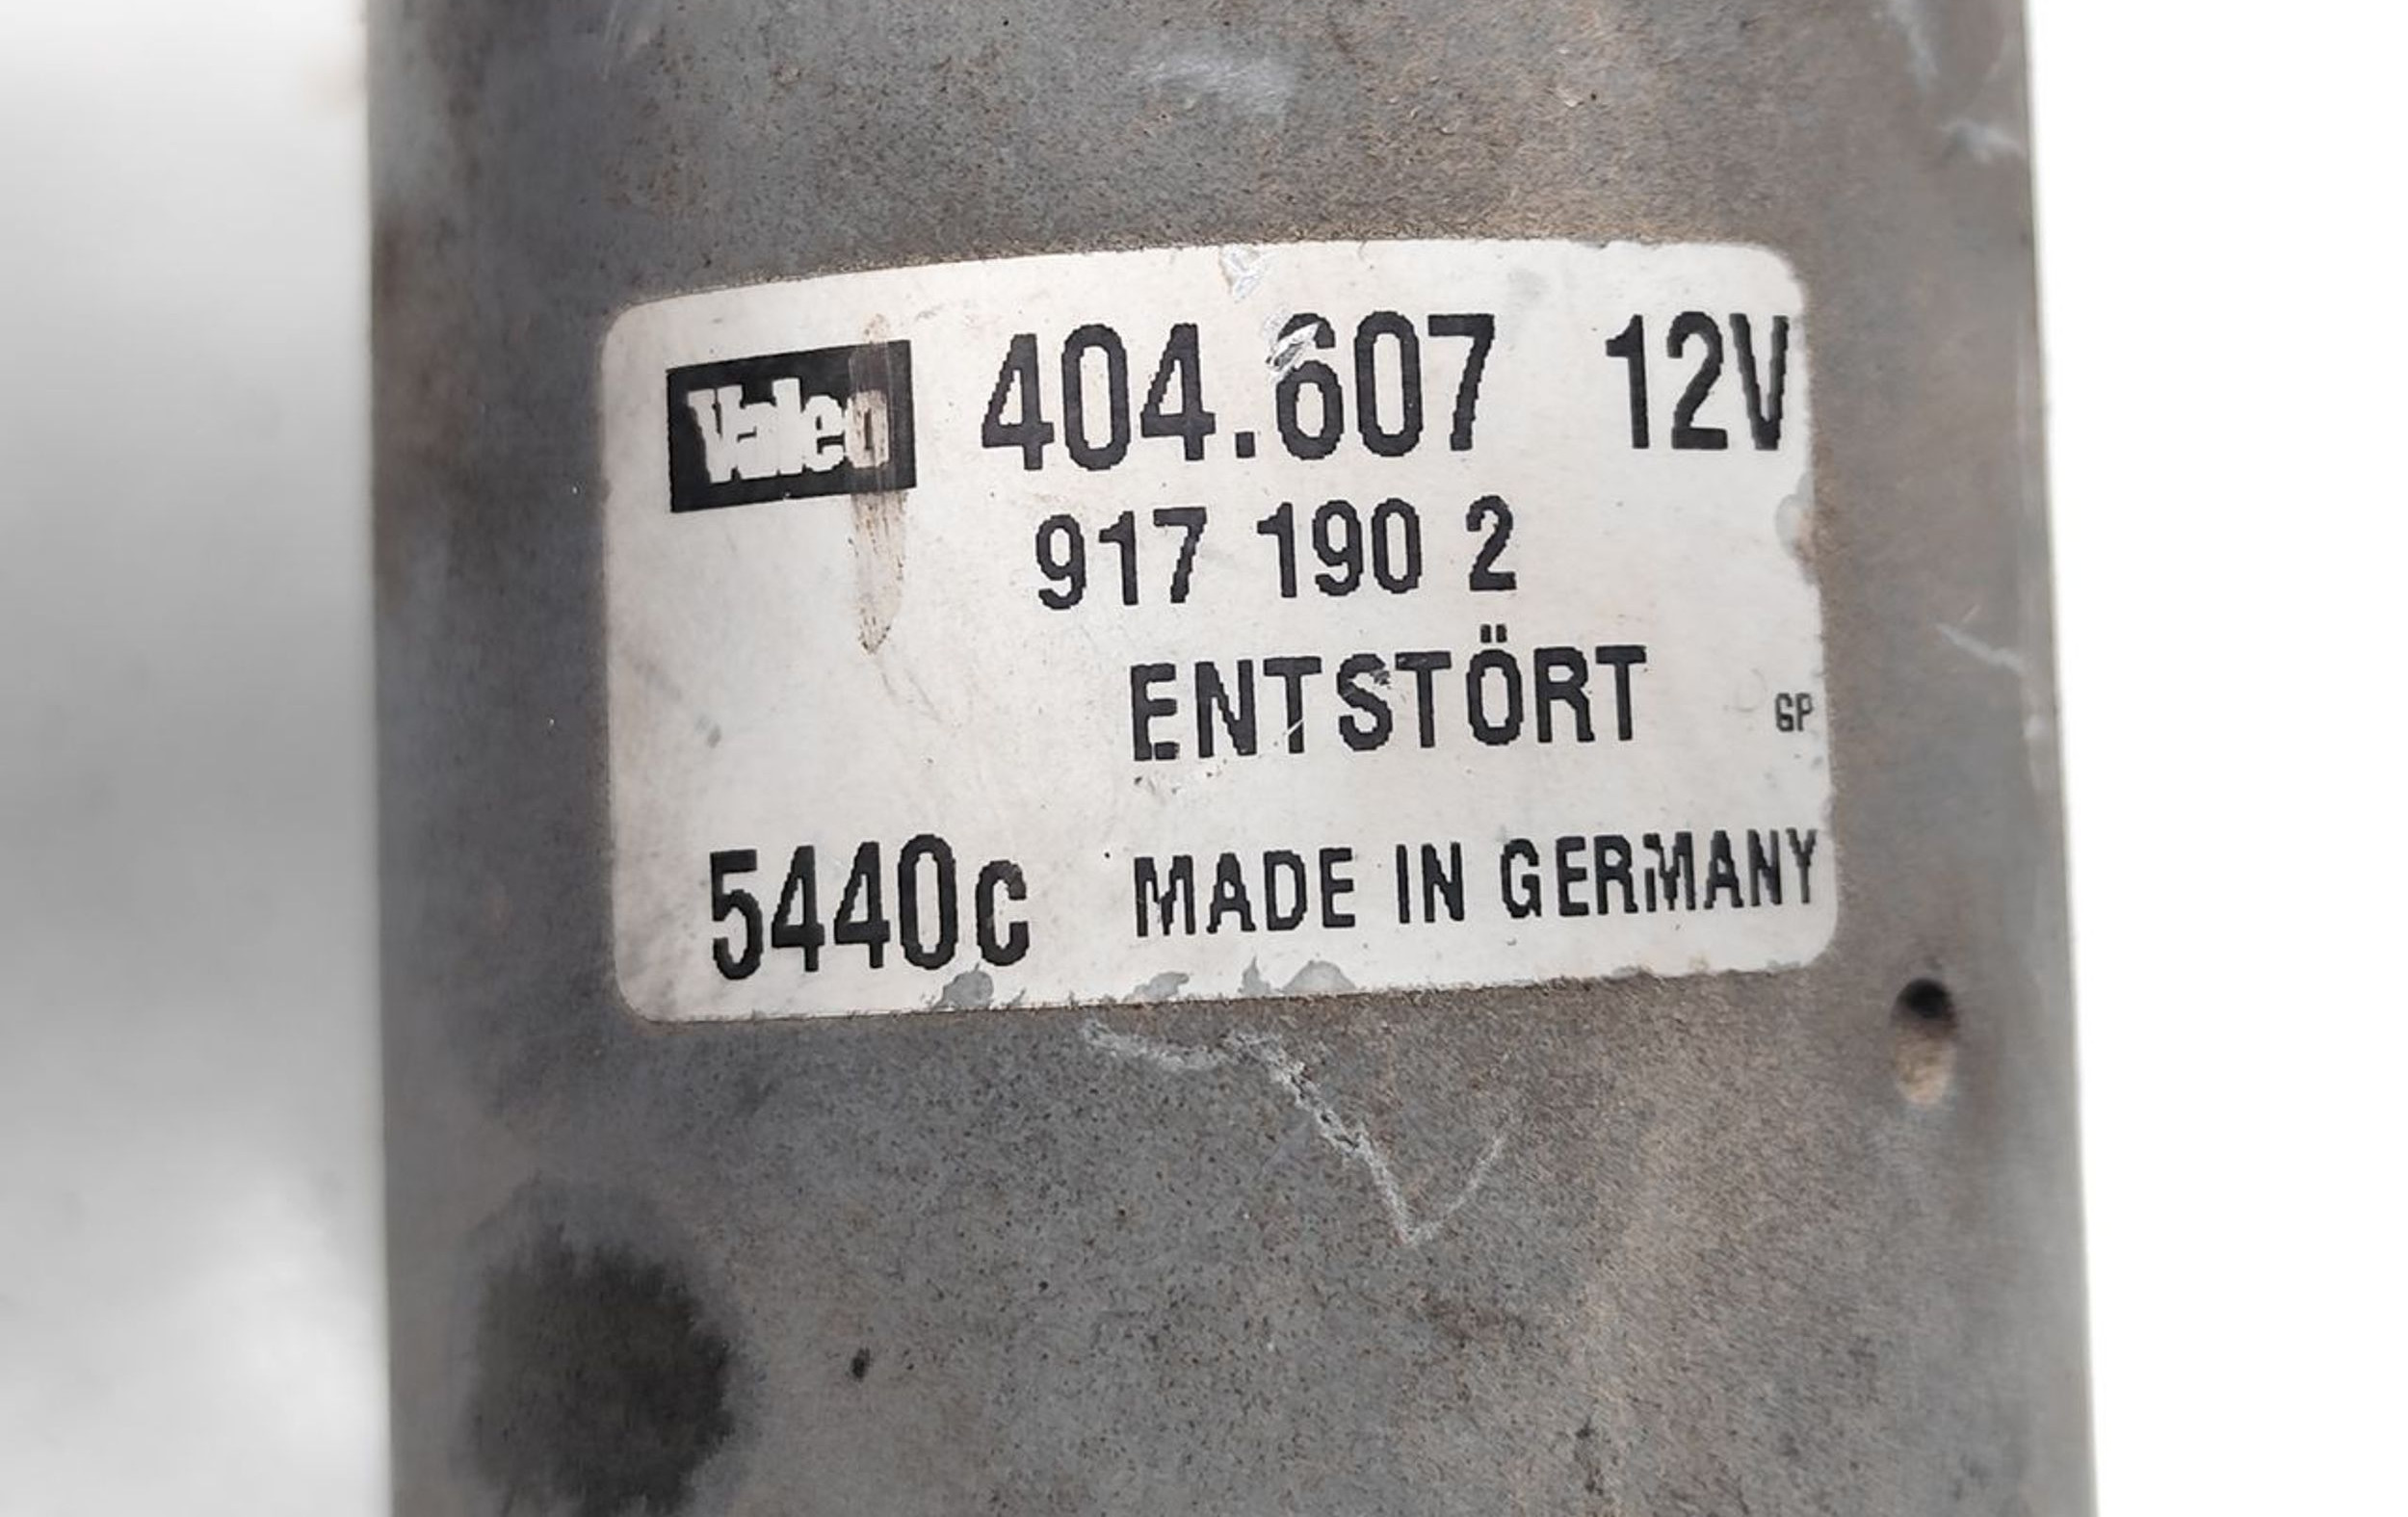 Valeo 404.607 12V
917 190 2
ENTSTÖRT GP
5440c MADE IN GERMANY